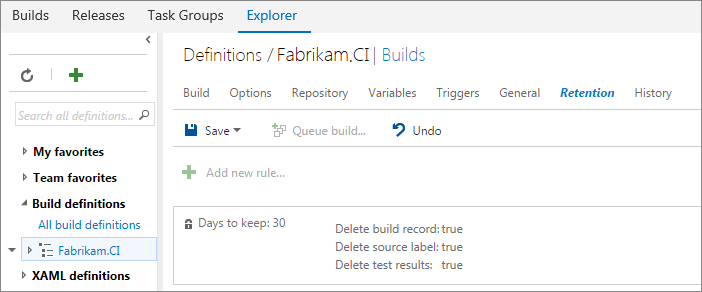 Builds Releases Task Groups Explorer
Definitions / Fabrikam.CI | Builds
Build Options Repository Variables Triggers General Retention History
Search all definitions...
Save Queue build... Undo
My favorites
Team favorites
Add new rule...
Build definitions
All build definitions
Fabrikam.CI
XAML definitions
Days to keep: 30
Delete build record: true
Delete source label: true
Delete test results: true